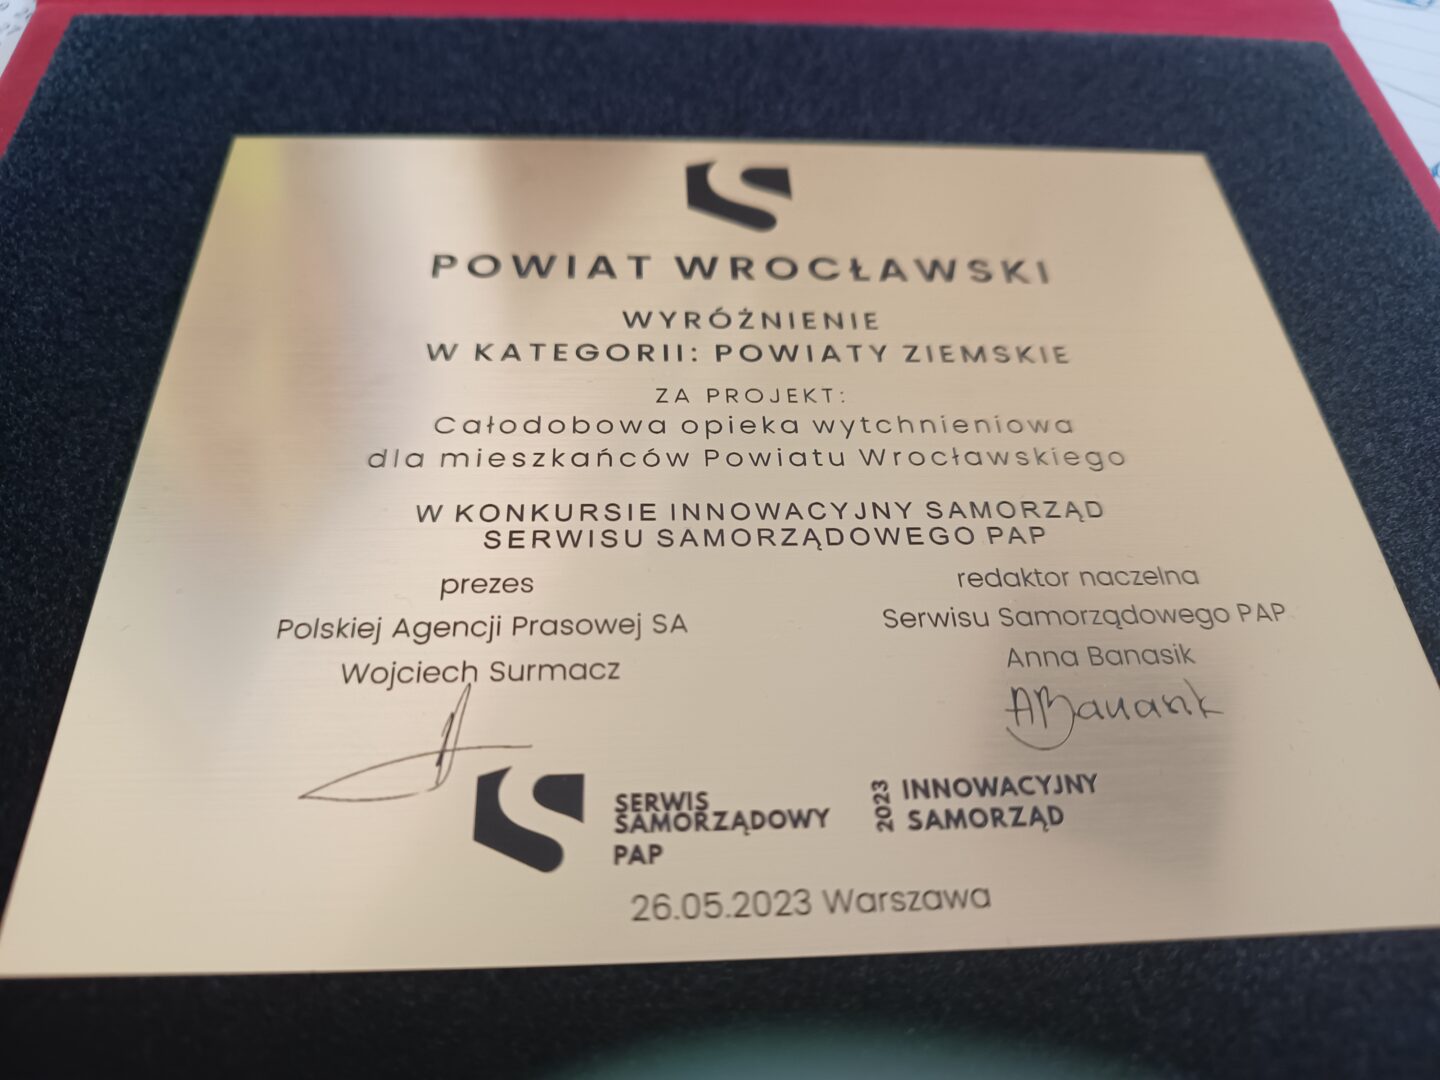 POWIAT WROCŁAWSKI
WYRÓŻNIENIE
W KATEGORII: POWIATY ZIEMSKIE
ZA PROJEKT:
Całodobowa opieka wytchnieniowa
dla mieszkańców Powiatu Wrocławskiego
W KONKURSIE INNOWACYJNY SAMORZĄD
SERWISU SAMORZĄDOWEGO PAP
prezes
Polskiej Agencji Prasowej SA
Wojciech Surmacz
redaktor naczelna
Serwisu Samorządowego PAP
Anna Banasik
ABanasik
SERWIS
SAMORZĄDOWY
PAP
2023
INNOWACYJNY
SAMORZĄD
26.05.2023 Warszawa